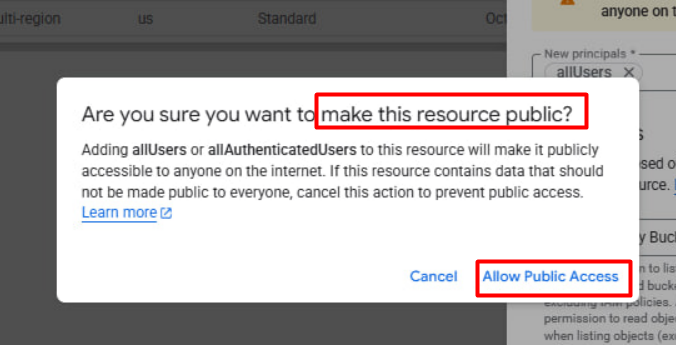 ulti-region us Standard Oct
anyone on t
New principals *
allUsers
Are you sure you want to make this resource public?
Adding allUsers or allAuthenticatedUsers to this resource will make it publicly
accessible to anyone on the internet. If this resource contains data that should
not be made public to everyone, cancel this action to prevent public access.
Learn more
Cancel Allow Public Access
s
sed o
urce.
y Buck
n to lis
d bucke
excluding IAM policies.
permission to read obje
when listing objects (exc